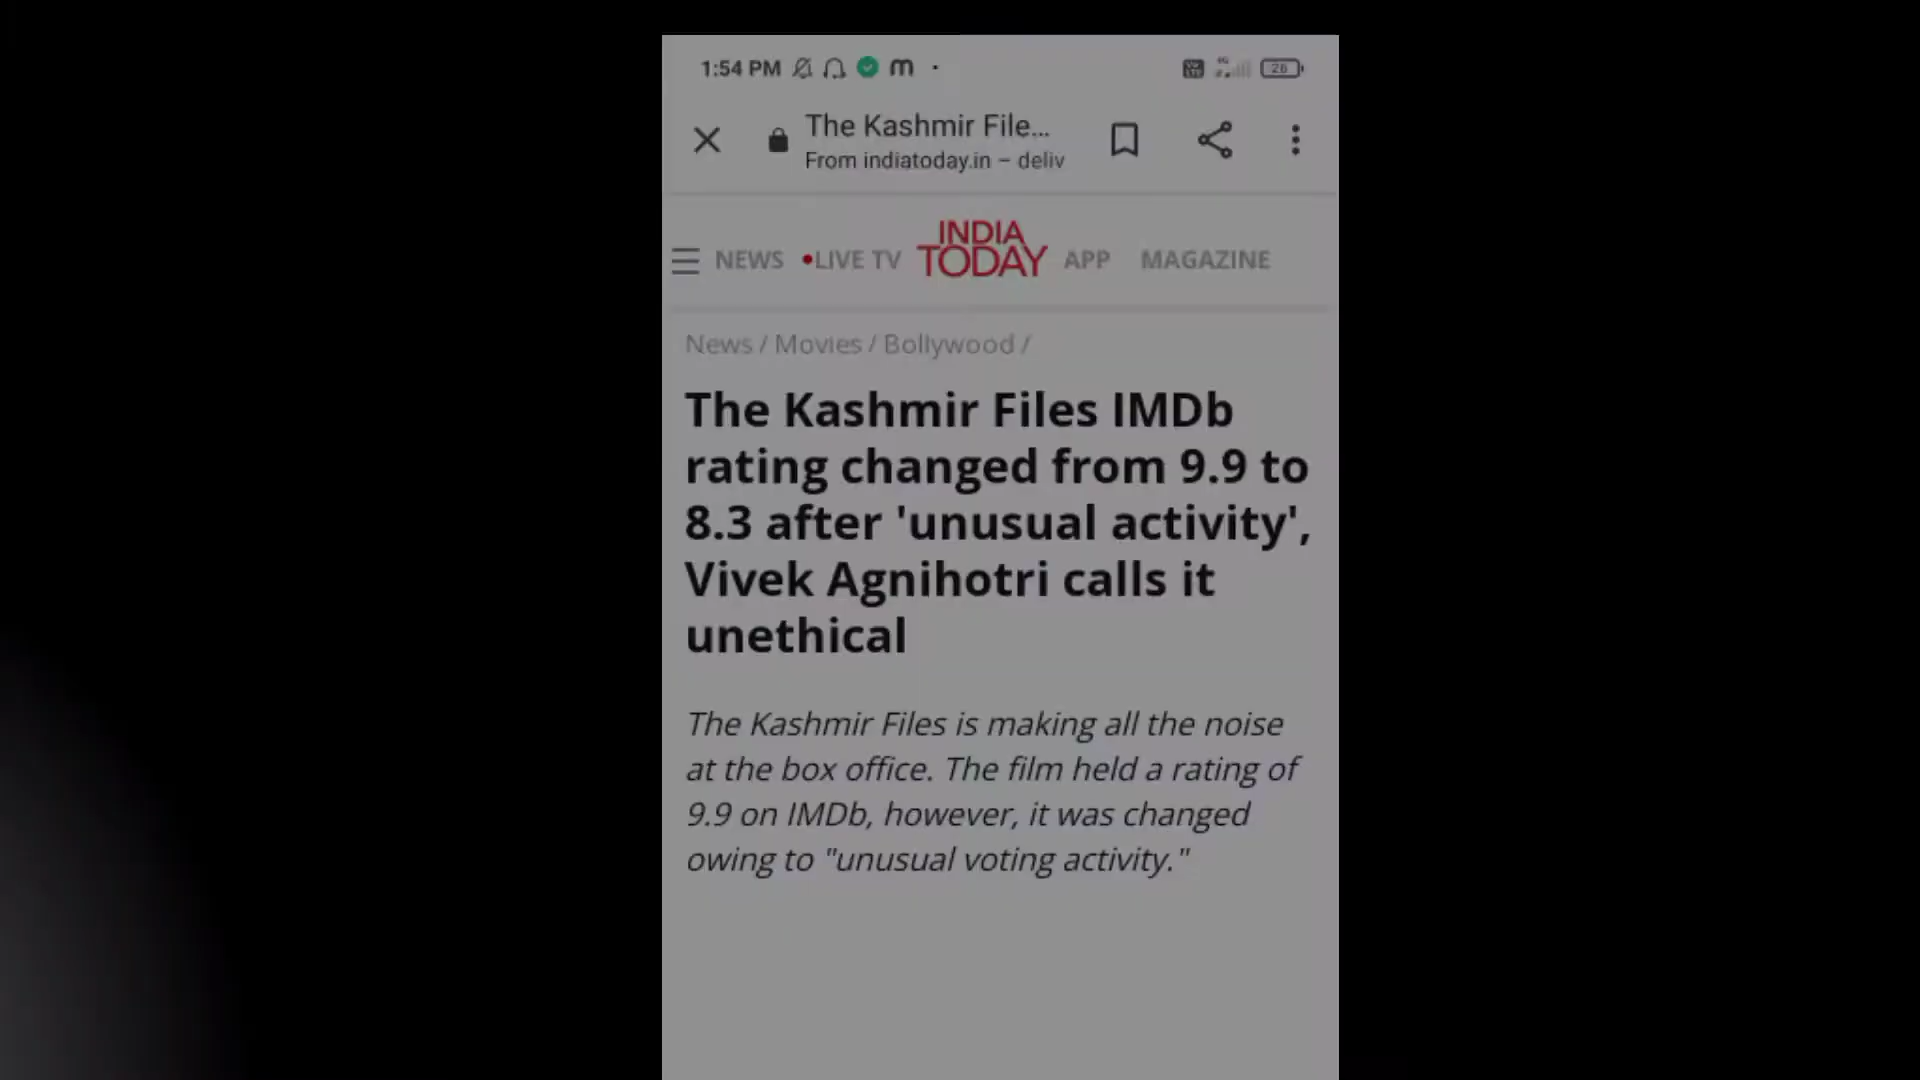 1:54 PM
26
The Kashmir File...
From indiatoday.in – deliv
NEWS •LIVE TV INDIA TODAY APP MAGAZINE
News / Movies / Bollywood /
The Kashmir Files IMDb
rating changed from 9.9 to
8.3 after 'unusual activity',
Vivek Agnihotri calls it
unethical
The Kashmir Files is making all the noise
at the box office. The film held a rating of
9.9 on IMDb, however, it was changed
owing to "unusual voting activity."